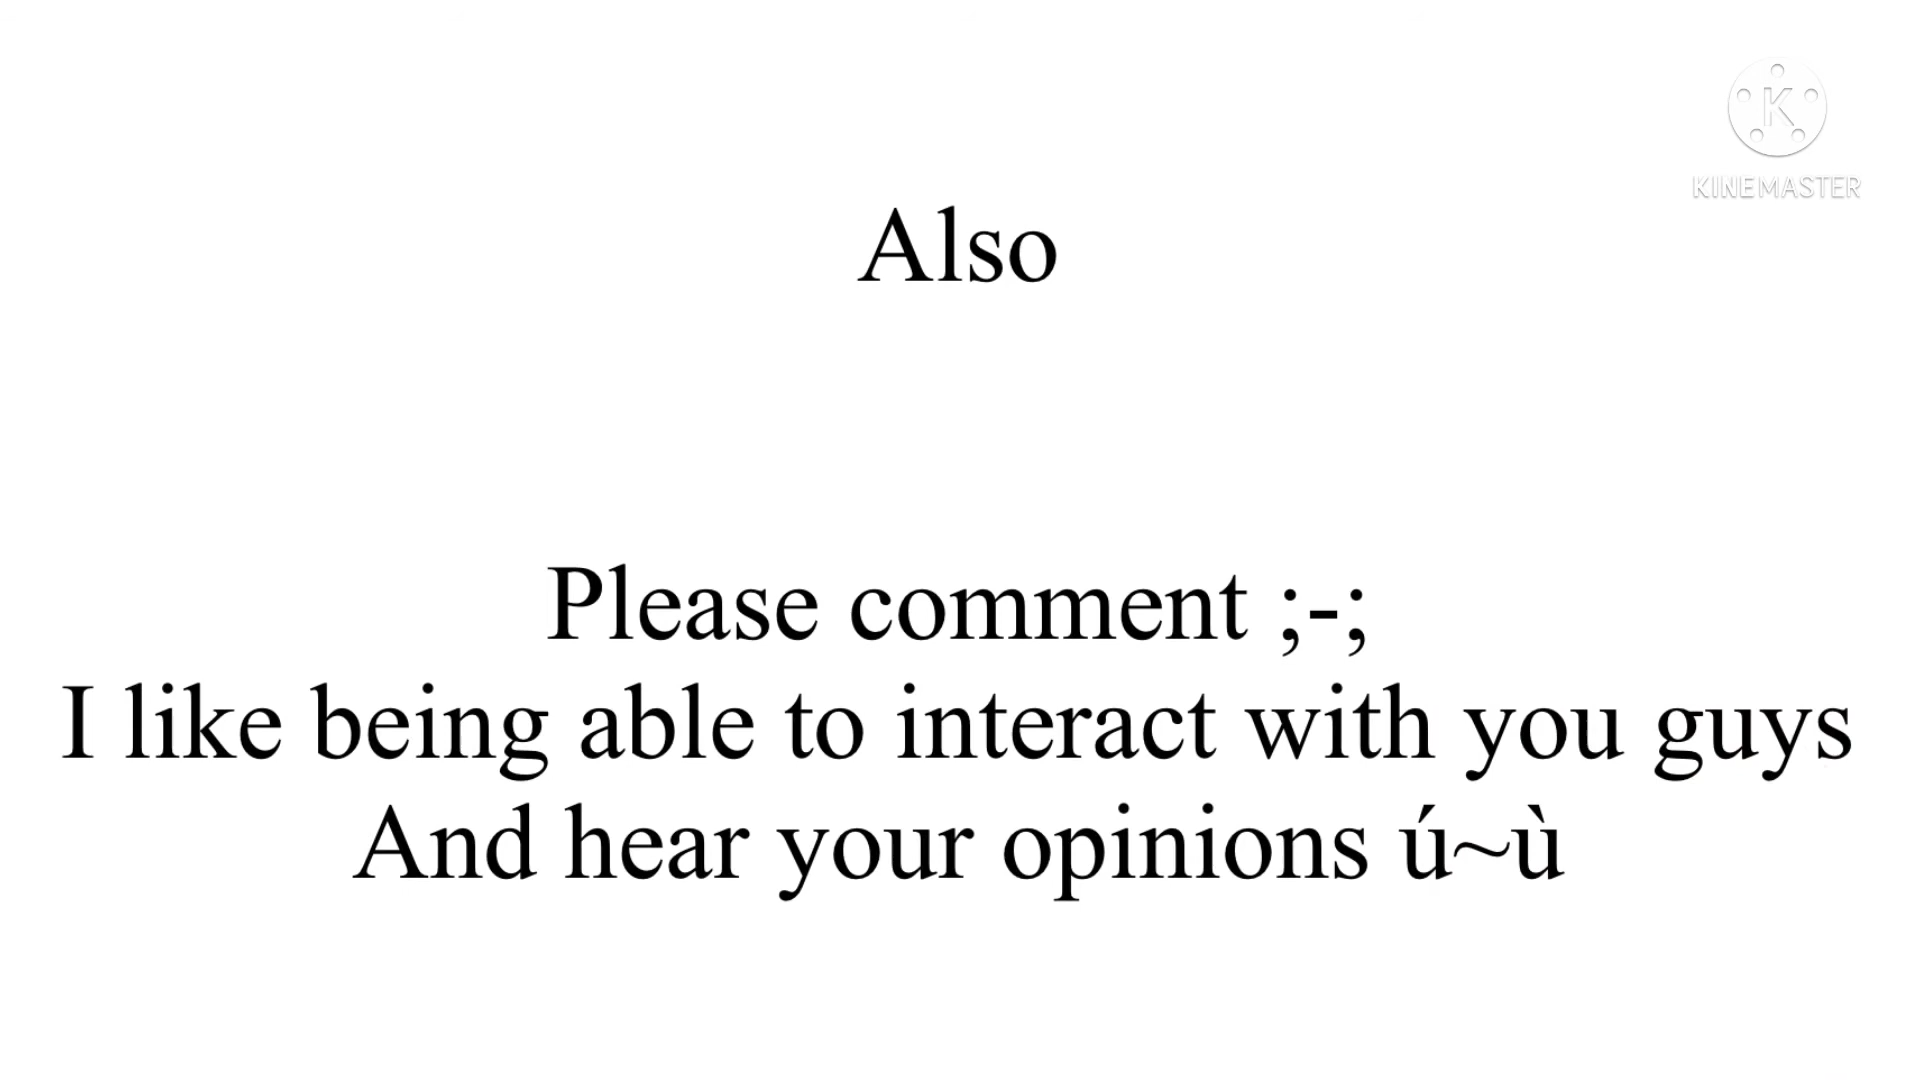 K
KINEMASTER
Also
Please comment ;-;
I like being able to interact with you guys
And hear your opinions ú~ù